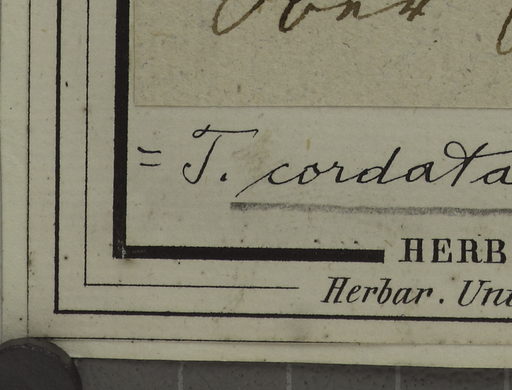 = T. cordata
HERB
Herbar. Uni